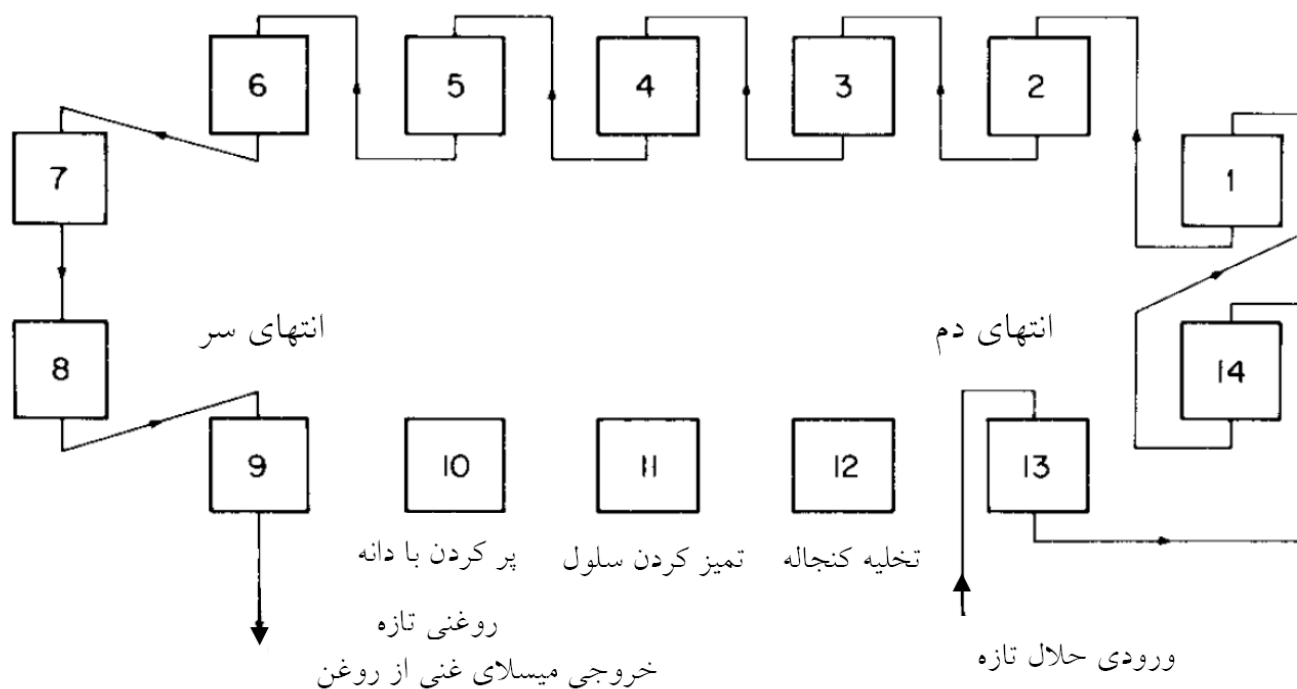 6 5 4 3 2
7 1
انتهای سر انتهای دم
8 14
9 10 11 12 13
پر کردن با دانه تمیز کردن سلول تخلیه کنجاله
روغنی تازه
ورودی حلال تازه
خروجی میسلای غنی از روغن